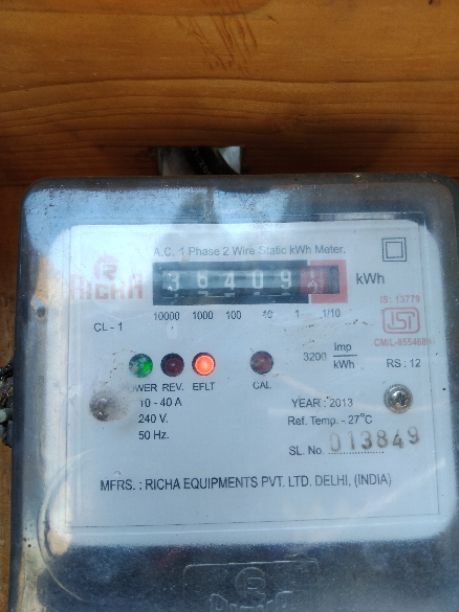 A.C. 1 Phase 2 Wire Static kWh Meter.
RICHA
36409
kWh
10000 1000 100 10 1 1/10
IS: 13779
ISI
CL - 1
3200 Imp/kWh
RS : 12
POWER REV. EFLT CAL
10 - 40 A
240 V.
50 Hz.
YEAR : 2013
Ref. Temp. - 27°C
SL. No. 013849
MFRS. : RICHA EQUIPMENTS PVT. LTD. DELHI, (INDIA)